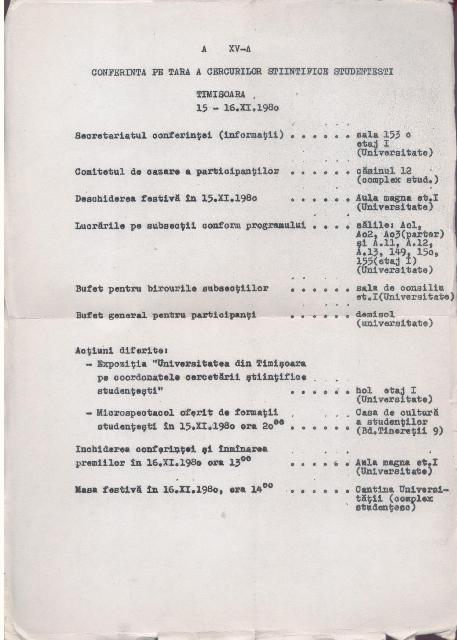 A XV-A
CONFERINTA PE TARA A CERCURILOR STIINTIFICE STUDENTESTI
TIMISOARA
15 - 16.XI.198o
Secretariatul conferinţei (informaţii) . . . . . . sala 153 c
etaj I
(Universitate)
Comitetul de cazare a participanţilor . . . . . . căminul 12
(complex stud.)
Deschiderea festivă în 15.XI.198o . . . . . . Aula magna et.I
(Universitate)
Lucrările pe subsecţii conform programului . . . . . . sălile: Ao1,
Ao2, Ao3(parter)
şi A.11, A.12,
A.13, 149, 15o,
155(etaj I)
(Universitate)
Bufet pentru birourile subsecţiilor . . . . . . sala de consiliu
et.I(Universitate)
Bufet general pentru participanţi . . . . . . demisol
(universitate)
Acţiuni diferite:
- Expoziţia "Universitatea din Timişoara
pe coordonatele cercetării ştiinţifice
studenţeşti" . . . . . . hol etaj I
(Universitate)
- Microspectacol oferit de formaţii Casa de cultură
studenţeşti în 15.XI.198o ora 2o⁰⁰ . . . . . . a studenţilor
(Bd.Tinereţii 9)
Inchiderea conferinţei şi înmînarea
premiilor în 16.XI.198o ora 13⁰⁰ . . . . . . Aula magna et.I
(Universitate)
Masa festivă în 16.XI.198o, ora 14⁰⁰ . . . . . . Cantina Universi-
tăţii (complex
studenţesc)